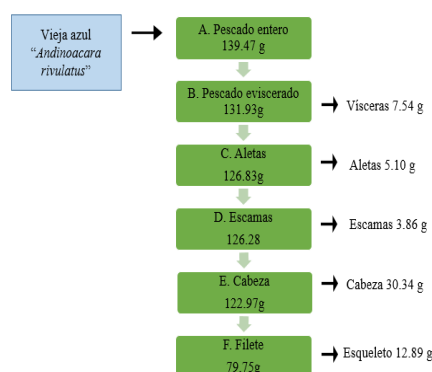 Vieja azul
“Andinoacara
rivulatus”
A. Pescado entero
139.47 g
B. Pescado eviscerado
131.93g
Vísceras 7.54 g
C. Aletas
126.83g
Aletas 5.10 g
D. Escamas
126.28
Escamas 3.86 g
E. Cabeza
122.97g
Cabeza 30.34 g
F. Filete
79.75g
Esqueleto 12.89 g